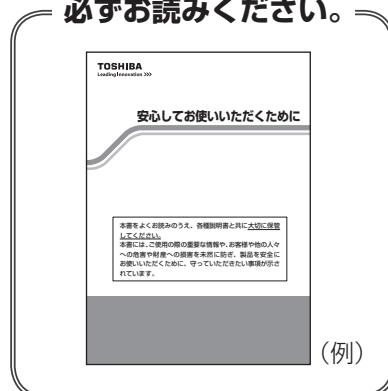 必ずお読みください。
TOSHIBA
Leading Innovation >>>
安心してお使いいただくために
本書をよくお読みのうえ、各種説明書と共に大切に保管
してください。
本書には、ご使用の際の重要な情報や、お客様や他の人々
への危害や財産への損害を未然に防ぎ、製品を安全に
お使いいただくために、守っていただきたい事項が示さ
れています。
(例)